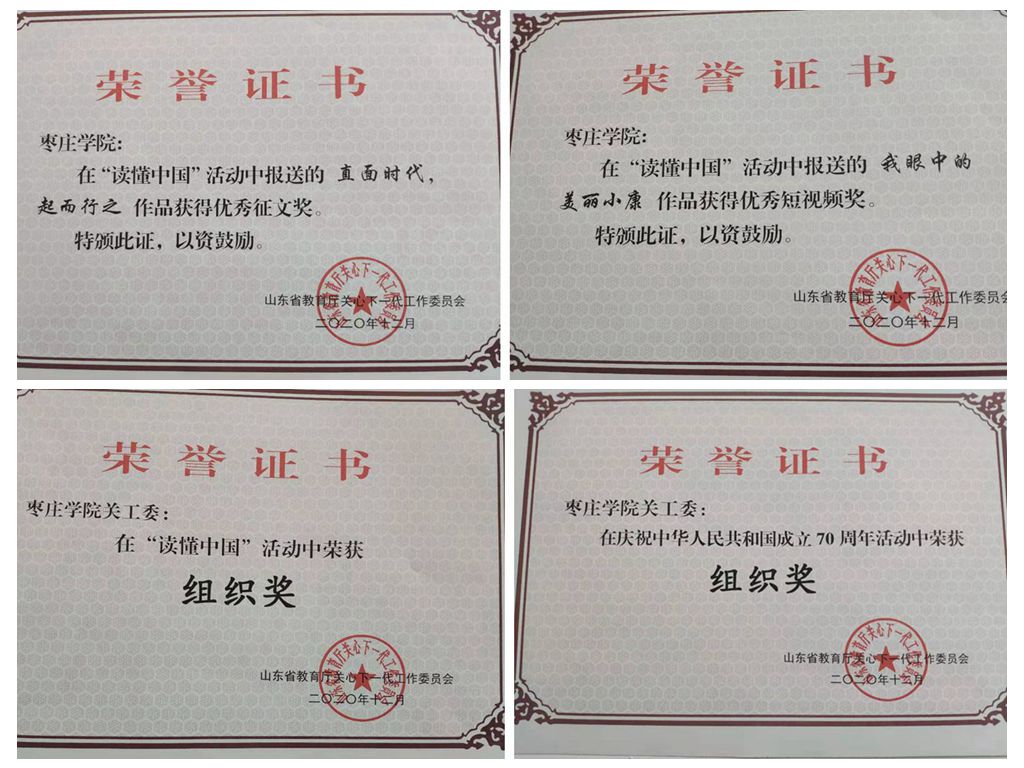 荣誉证书
枣庄学院：
在“读懂中国”活动中报送的 直面时代，
起而行之 作品获得优秀征文奖。
特颁此证，以资鼓励。
山东省教育厅关心下一代工作委员会
二〇二〇年十二月
荣誉证书
枣庄学院：
在“读懂中国”活动中报送的 我眼中的
美丽小康 作品获得优秀短视频奖。
特颁此证，以资鼓励。
山东省教育厅关心下一代工作委员会
二〇二〇年十二月
荣誉证书
枣庄学院关工委：
在“读懂中国”活动中荣获
组织奖
山东省教育厅关心下一代工作委员会
二〇二〇年十二月
荣誉证书
枣庄学院关工委：
在庆祝中华人民共和国成立70周年活动中荣获
组织奖
山东省教育厅关心下一代工作委员会
二〇二〇年十二月